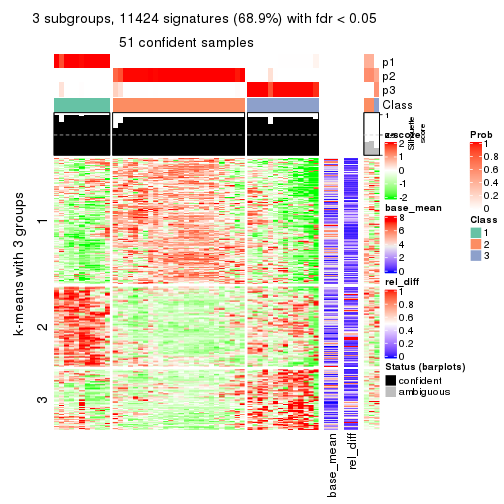 3 subgroups, 11424 signatures (68.9%) with fdr < 0.05
51 confident samples
p1
p2
p3
Class
1
Silhouette
score
z-score
2
1
0
-1
-2
base_mean
8
6
4
2
0
rel_diff
1
0.8
0.6
0.4
0.2
0
Status (barplots)
confident
ambiguous
Prob
1
0.8
0.6
0.4
0.2
0
Class
1
2
3
k-means with 3 groups
1
2
3
base_mean
rel_diff